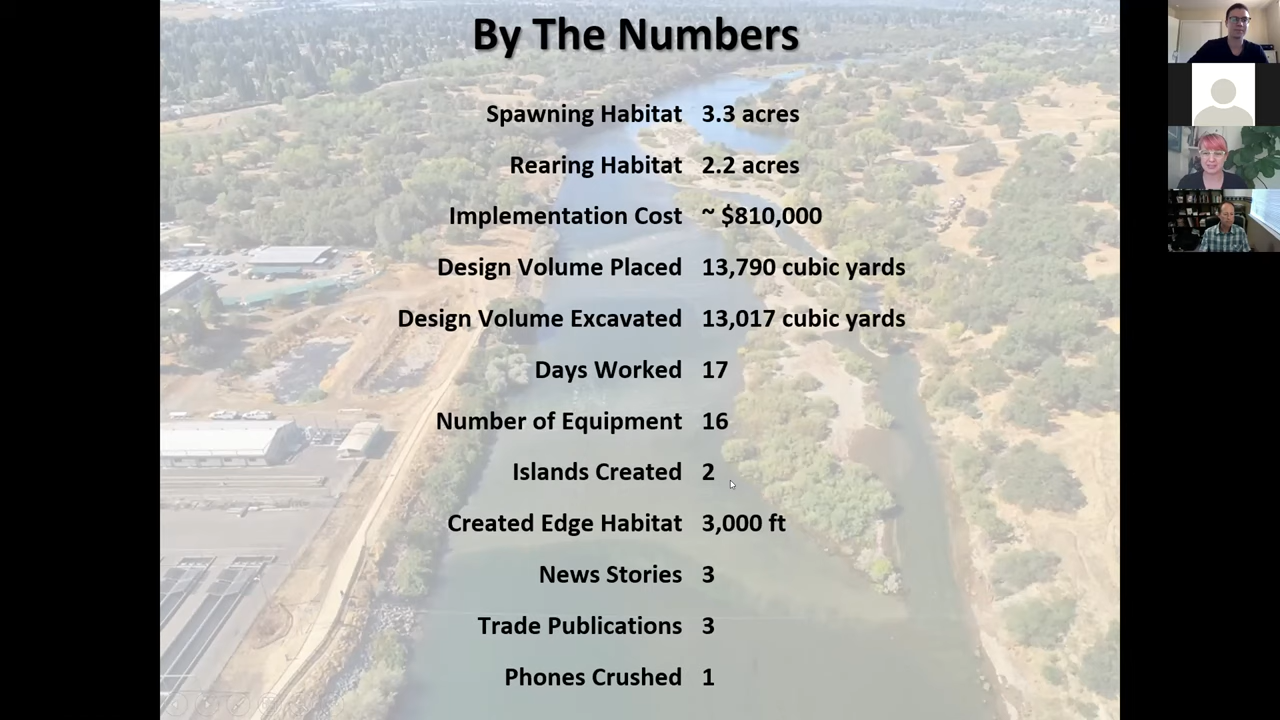 By The Numbers
Spawning Habitat 3.3 acres
Rearing Habitat 2.2 acres
Implementation Cost ~ $810,000
Design Volume Placed 13,790 cubic yards
Design Volume Excavated 13,017 cubic yards
Days Worked 17
Number of Equipment 16
Islands Created 2
Created Edge Habitat 3,000 ft
News Stories 3
Trade Publications 3
Phones Crushed 1